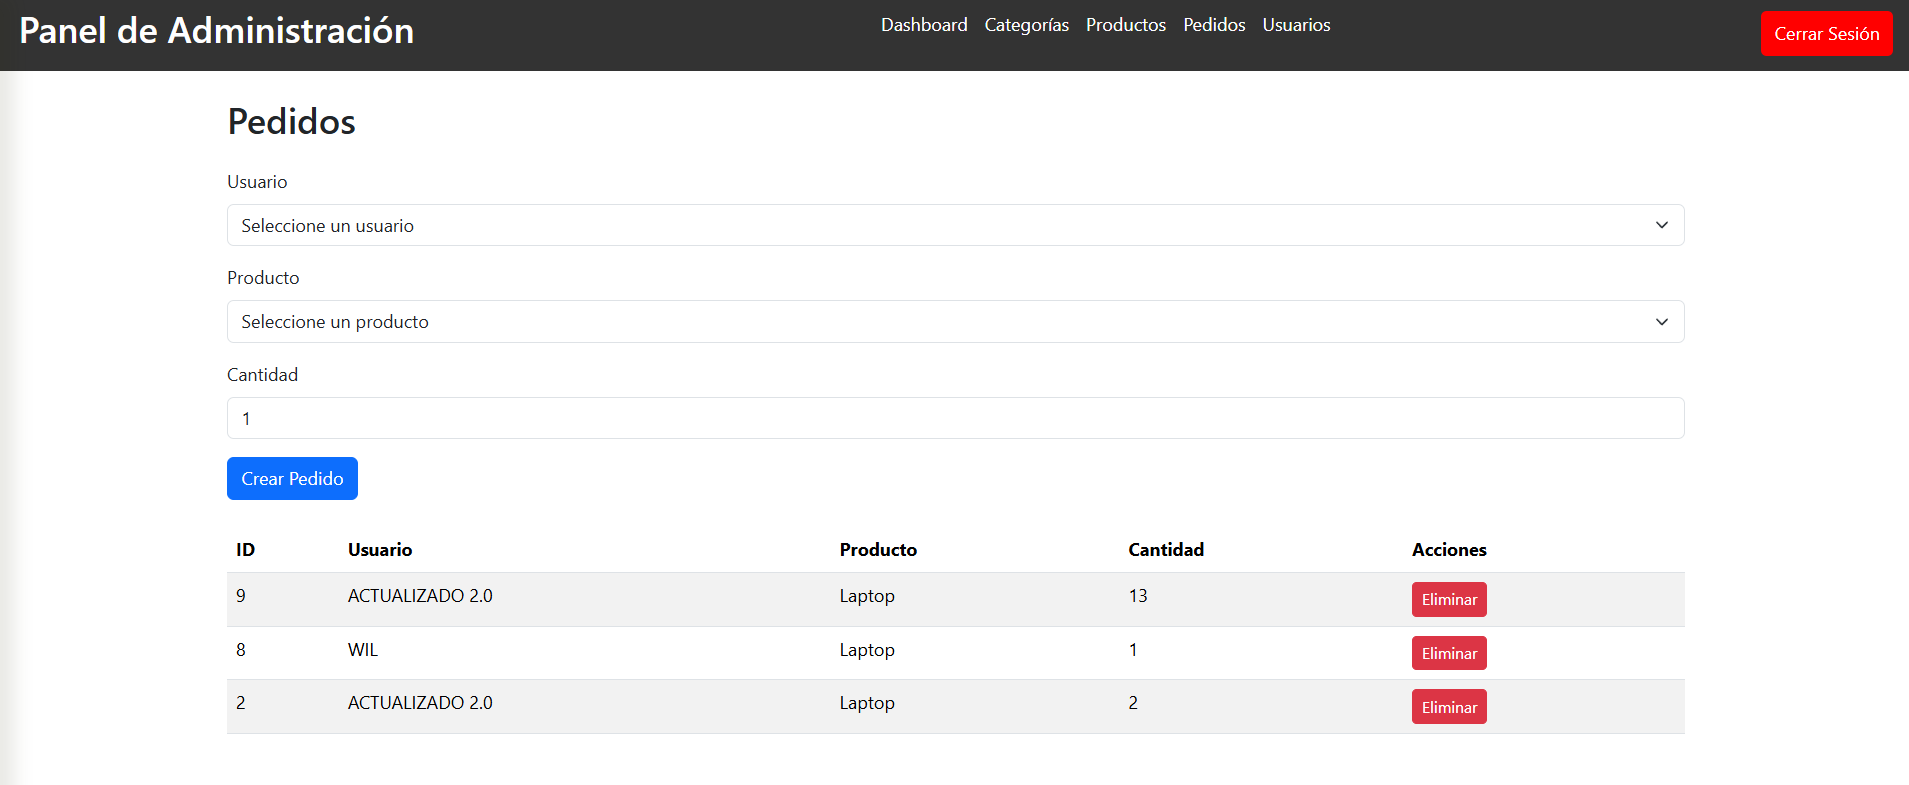 Panel de Administración
Dashboard Categorías Productos Pedidos Usuarios
Cerrar Sesión
Pedidos
Usuario
Seleccione un usuario
Producto
Seleccione un producto
Cantidad
1
Crear Pedido
ID Usuario Producto Cantidad Acciones
9 ACTUALIZADO 2.0 Laptop 13 Eliminar
8 WIL Laptop 1 Eliminar
2 ACTUALIZADO 2.0 Laptop 2 Eliminar